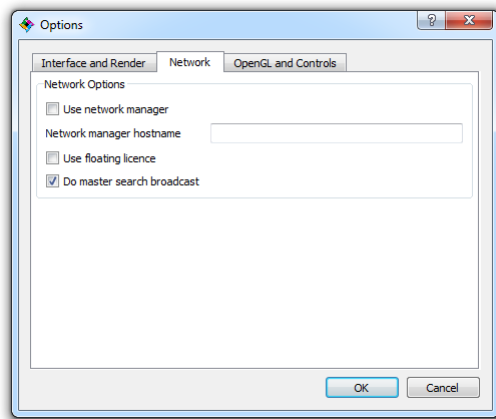 Options
Interface and Render Network OpenGL and Controls
Network Options
Use network manager
Network manager hostname
Use floating licence
Do master search broadcast
OK Cancel